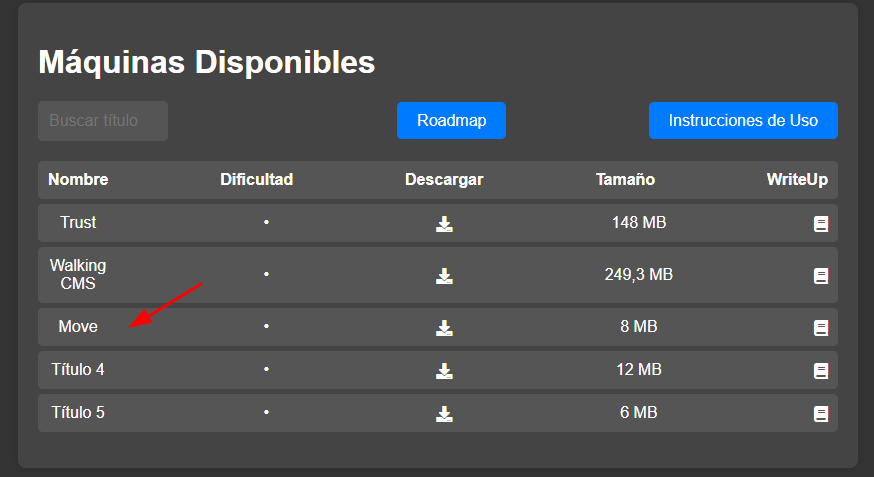 Máquinas Disponibles
Buscar título
Roadmap
Instrucciones de Uso
Nombre Dificultad Descargar Tamaño WriteUp
Trust • 148 MB
Walking
CMS • 249,3 MB
Move • 8 MB
Título 4 • 12 MB
Título 5 • 6 MB